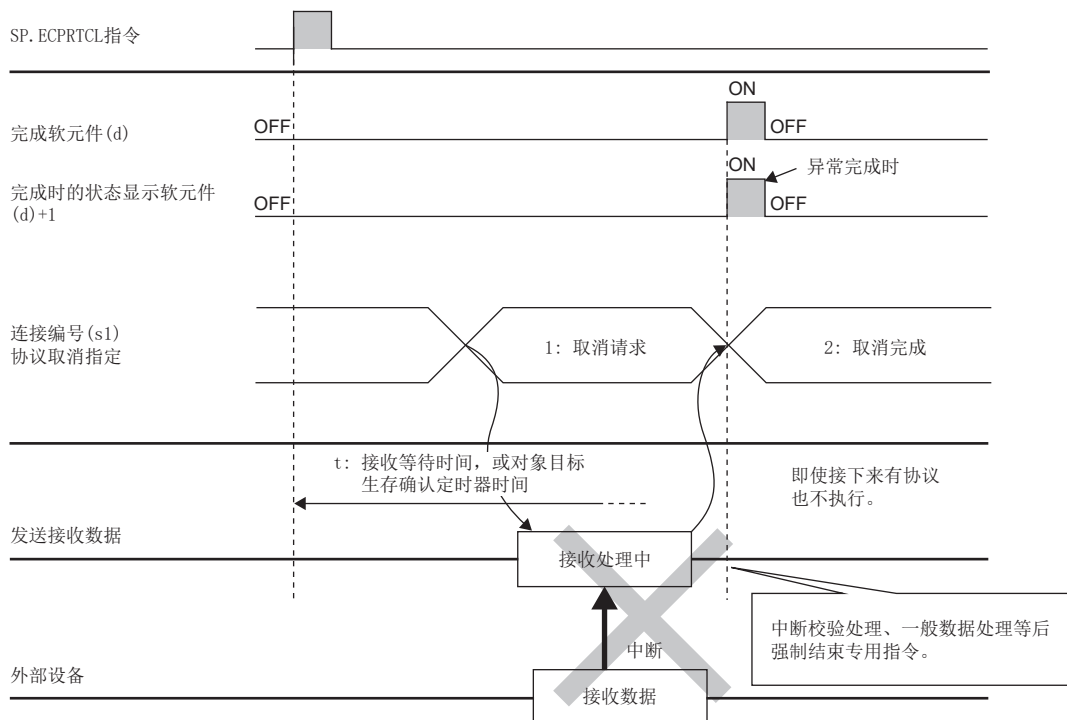 SP.ECPRTCL指令
ON
完成软元件(d)
OFF
OFF
ON
异常完成时
完成时的状态显示软元件
(d)+1
OFF
OFF
连接编号(s1)
协议取消指定
1: 取消请求
2: 取消完成
t: 接收等待时间，或对象目标
生存确认定时器时间
即使接下来有协议
也不执行。
发送接收数据
接收处理中
中断校验处理、一般数据处理等后
强制结束专用指令。
中断
外部设备
接收数据